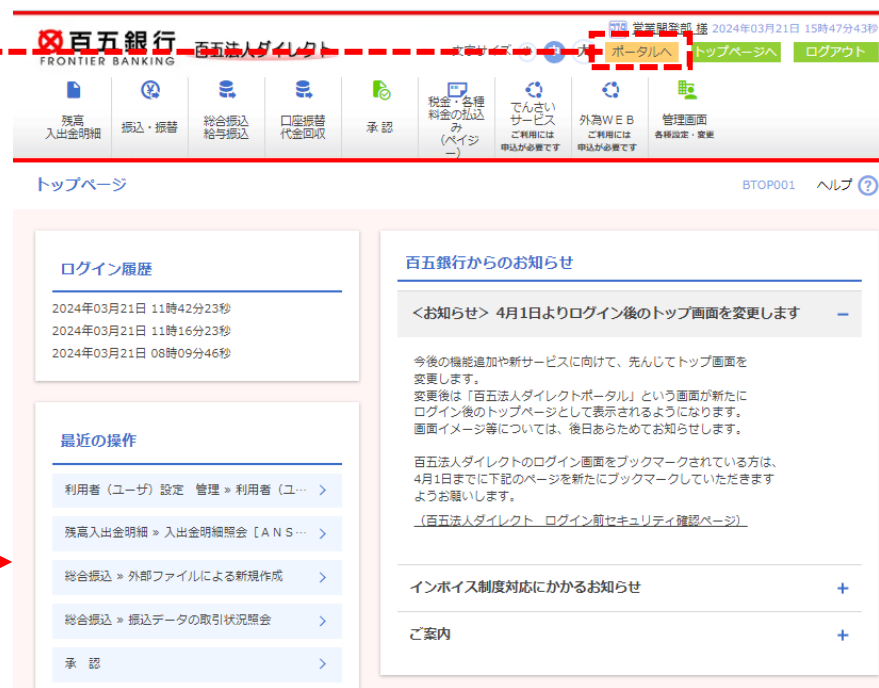 営業開発部 様 2024年03月21日 15時47分43秒
百五銀行
FRONTIER BANKING
百五法人ダイレクト
文字サイズ 小 中 大
ポータルへ
トップページへ
ログアウト
残高
入出金明細
振込・振替
総合振込
給与振込
口座振替
代金回収
承認
税金・各種
料金の払込
み
(ペイジ
ー)
でんさい
サービス
ご利用には
申込が必要です
外為WEB
ご利用には
申込が必要です
管理画面
各種設定・変更
トップページ
BTOP001 ヘルプ ?
ログイン履歴
2024年03月21日 11時42分23秒
2024年03月21日 11時16分23秒
2024年03月21日 08時09分46秒
最近の操作
利用者(ユーザ)設定 管理 » 利用者(ユ…
残高入出金明細 » 入出金明細照会[ANS…
総合振込 » 外部ファイルによる新規作成
総合振込 » 振込データの取引状況照会
承 認
百五銀行からのお知らせ
<お知らせ> 4月1日よりログイン後のトップ画面を変更します
今後の機能追加や新サービスに向けて、先んじてトップ画面を
変更します。
変更後は「百五法人ダイレクトポータル」という画面が新たに
ログイン後のトップページとして表示されるようになります。
画面イメージ等については、後日あらためてお知らせします。
百五法人ダイレクトのログイン画面をブックマークされている方は、
4月1日までに下記のページを新たにブックマークしていただきます
ようお願いします。
(百五法人ダイレクト ログイン前セキュリティ確認ページ)
インボイス制度対応にかかるお知らせ
ご案内